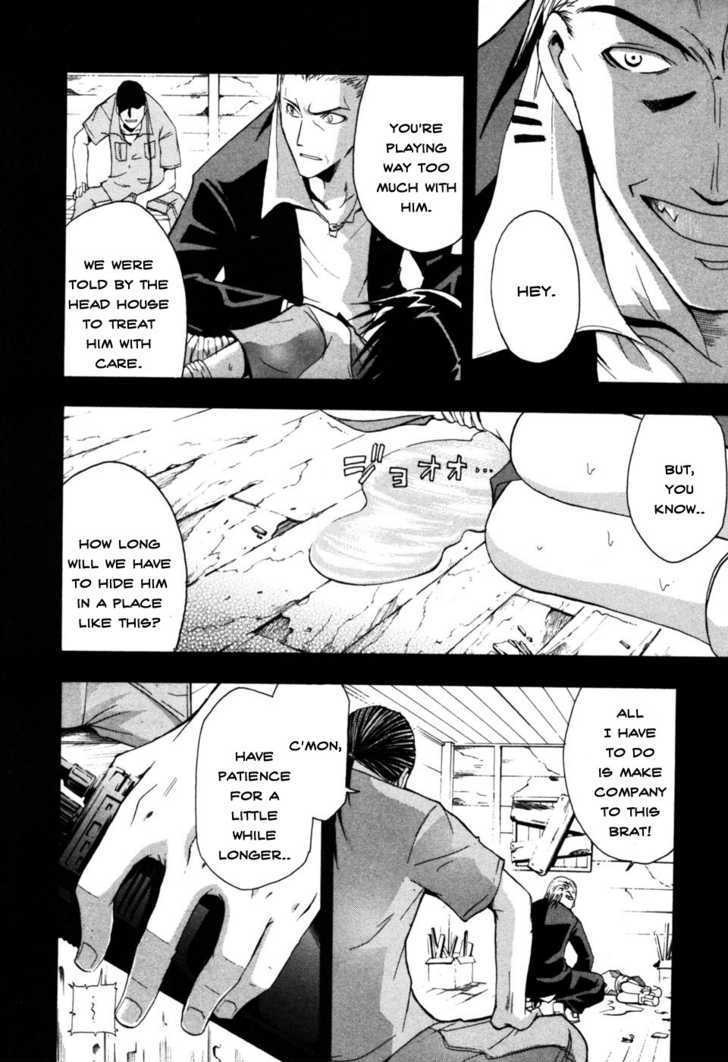 HEY.
YOU'RE
PLAYING
WAY TOO
MUCH WITH
HIM.
WE WERE
TOLD BY THE
HEAD HOUSE
TO TREAT
HIM WITH
CARE.
BUT,
YOU
KNOW..
ジョオオ...
HOW LONG
WILL WE HAVE
TO HIDE HIM
IN A PLACE
LIKE THIS?
ALL
I HAVE
TO DO
IS MAKE
COMPANY
TO THIS
BRAT!
C'MON,
HAVE
PATIENCE
FOR A
LITTLE
WHILE
LONGER..